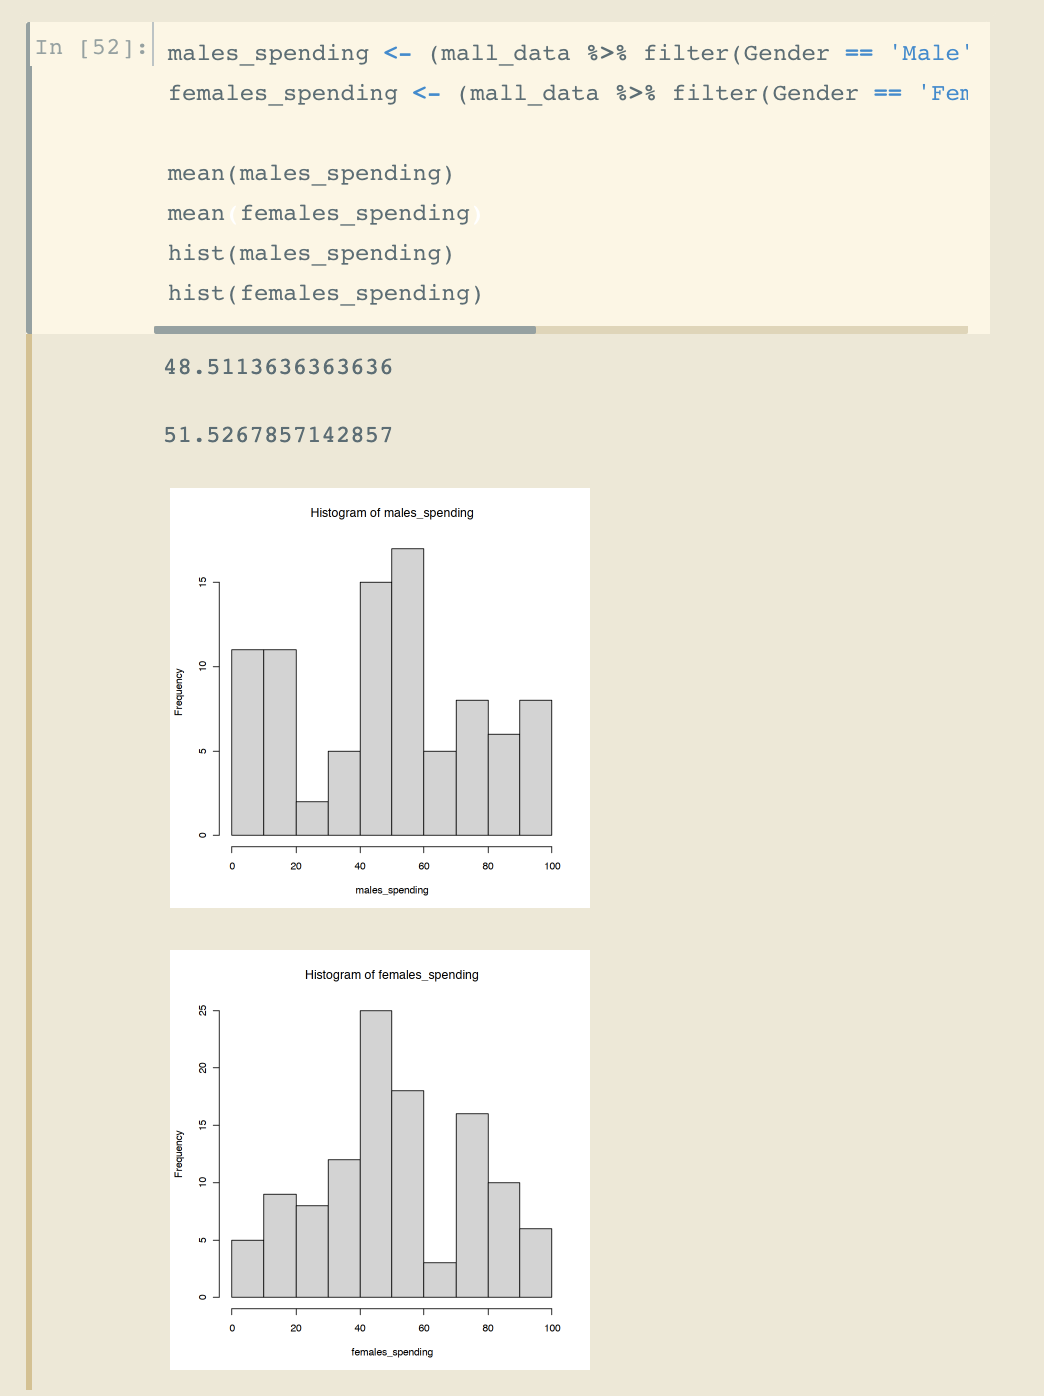 In [52]:
males_spending <- (mall_data %>% filter(Gender == 'Male'
females_spending <- (mall_data %>% filter(Gender == 'Fem
mean(males_spending)
mean(females_spending)
hist(males_spending)
hist(females_spending)
48.5113636363636
51.5267857142857
Histogram of males_spending
Frequency
15
10
5
0
0 20 40 60 80 100
males_spending
Histogram of females_spending
Frequency
25
20
15
10
5
0
0 20 40 60 80 100
females_spending